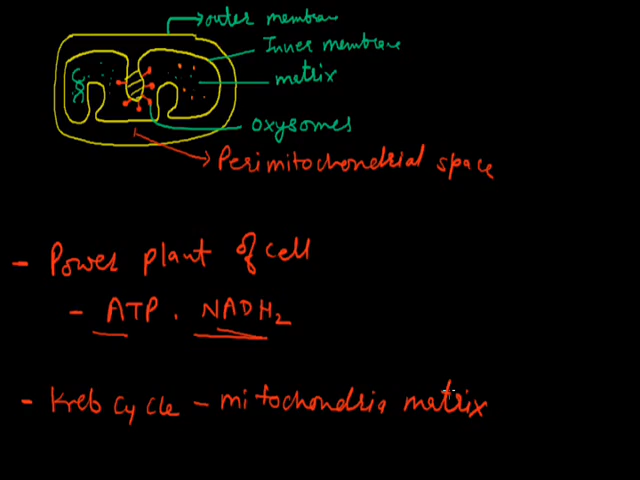 outer membrane
Inner membrane
matrix
oxysomes
Perimitochondrial space
- Power plant of cell
- ATP . NADH2
- Kreb cycle - mitochondria matrix